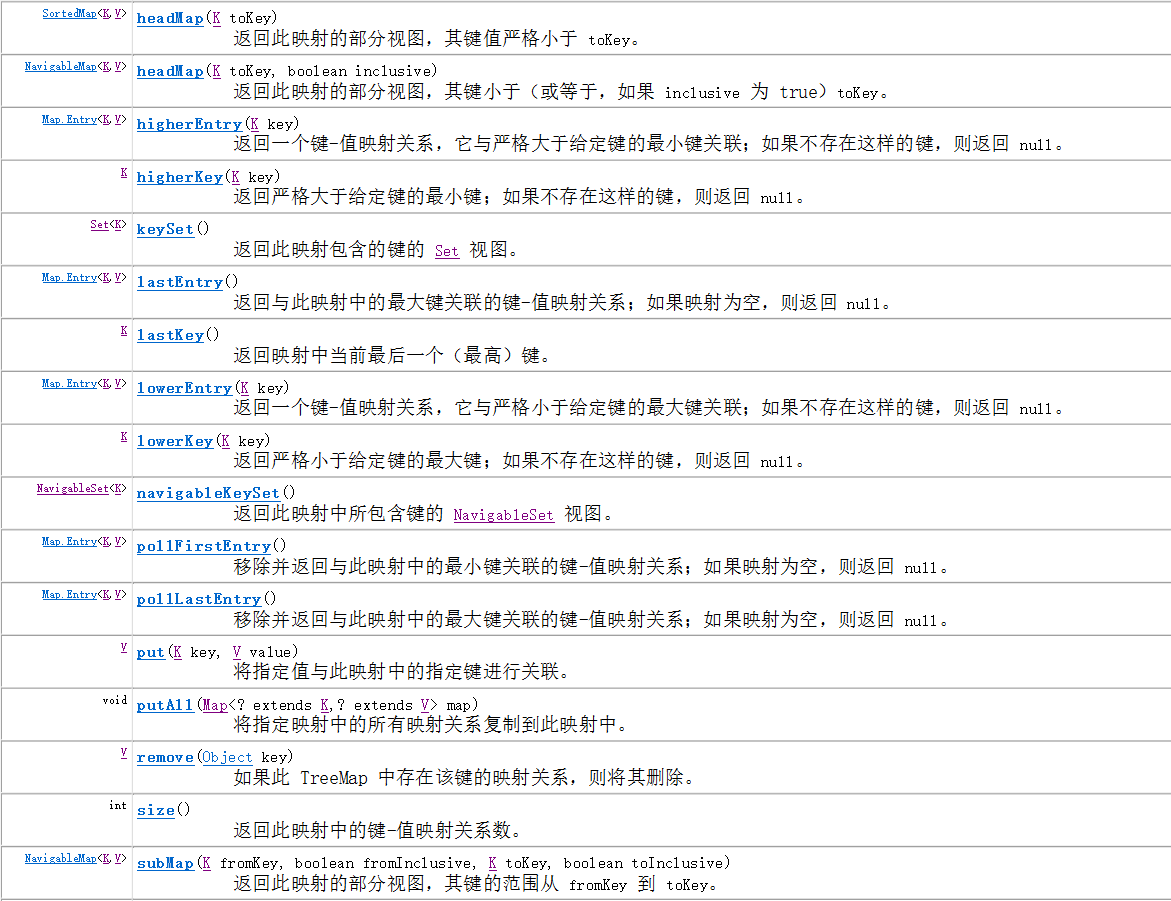 SortedMap<K,V> headMap(K toKey)
返回此映射的部分视图，其键值严格小于 toKey。
NavigableMap<K,V> headMap(K toKey, boolean inclusive)
返回此映射的部分视图，其键小于（或等于，如果 inclusive 为 true）toKey。
Map.Entry<K,V> higherEntry(K key)
返回一个键-值映射关系，它与严格大于给定键的最小键关联；如果不存在这样的键，则返回 null。
K higherKey(K key)
返回严格大于给定键的最小键；如果不存在这样的键，则返回 null。
Set<K> keySet()
返回此映射包含的键的 Set 视图。
Map.Entry<K,V> lastEntry()
返回与此映射中的最大键关联的键-值映射关系；如果映射为空，则返回 null。
K lastKey()
返回映射中当前最后一个（最高）键。
Map.Entry<K,V> lowerEntry(K key)
返回一个键-值映射关系，它与严格小于给定键的最大键关联；如果不存在这样的键，则返回 null。
K lowerKey(K key)
返回严格小于给定键的最大键；如果不存在这样的键，则返回 null。
NavigableSet<K> navigableKeySet()
返回此映射中所包含键的 NavigableSet 视图。
Map.Entry<K,V> pollFirstEntry()
移除并返回与此映射中的最小键关联的键-值映射关系；如果映射为空，则返回 null。
Map.Entry<K,V> pollLastEntry()
移除并返回与此映射中的最大键关联的键-值映射关系；如果映射为空，则返回 null。
V put(K key, V value)
将指定值与此映射中的指定键进行关联。
void putAll(Map<? extends K,? extends V> map)
将指定映射中的所有映射关系复制到此映射中。
V remove(Object key)
如果此 TreeMap 中存在该键的映射关系，则将其删除。
int size()
返回此映射中的键-值映射关系数。
NavigableMap<K,V> subMap(K fromKey, boolean fromInclusive, K toKey, boolean toInclusive)
返回此映射的部分视图，其键的范围从 fromKey 到 toKey。